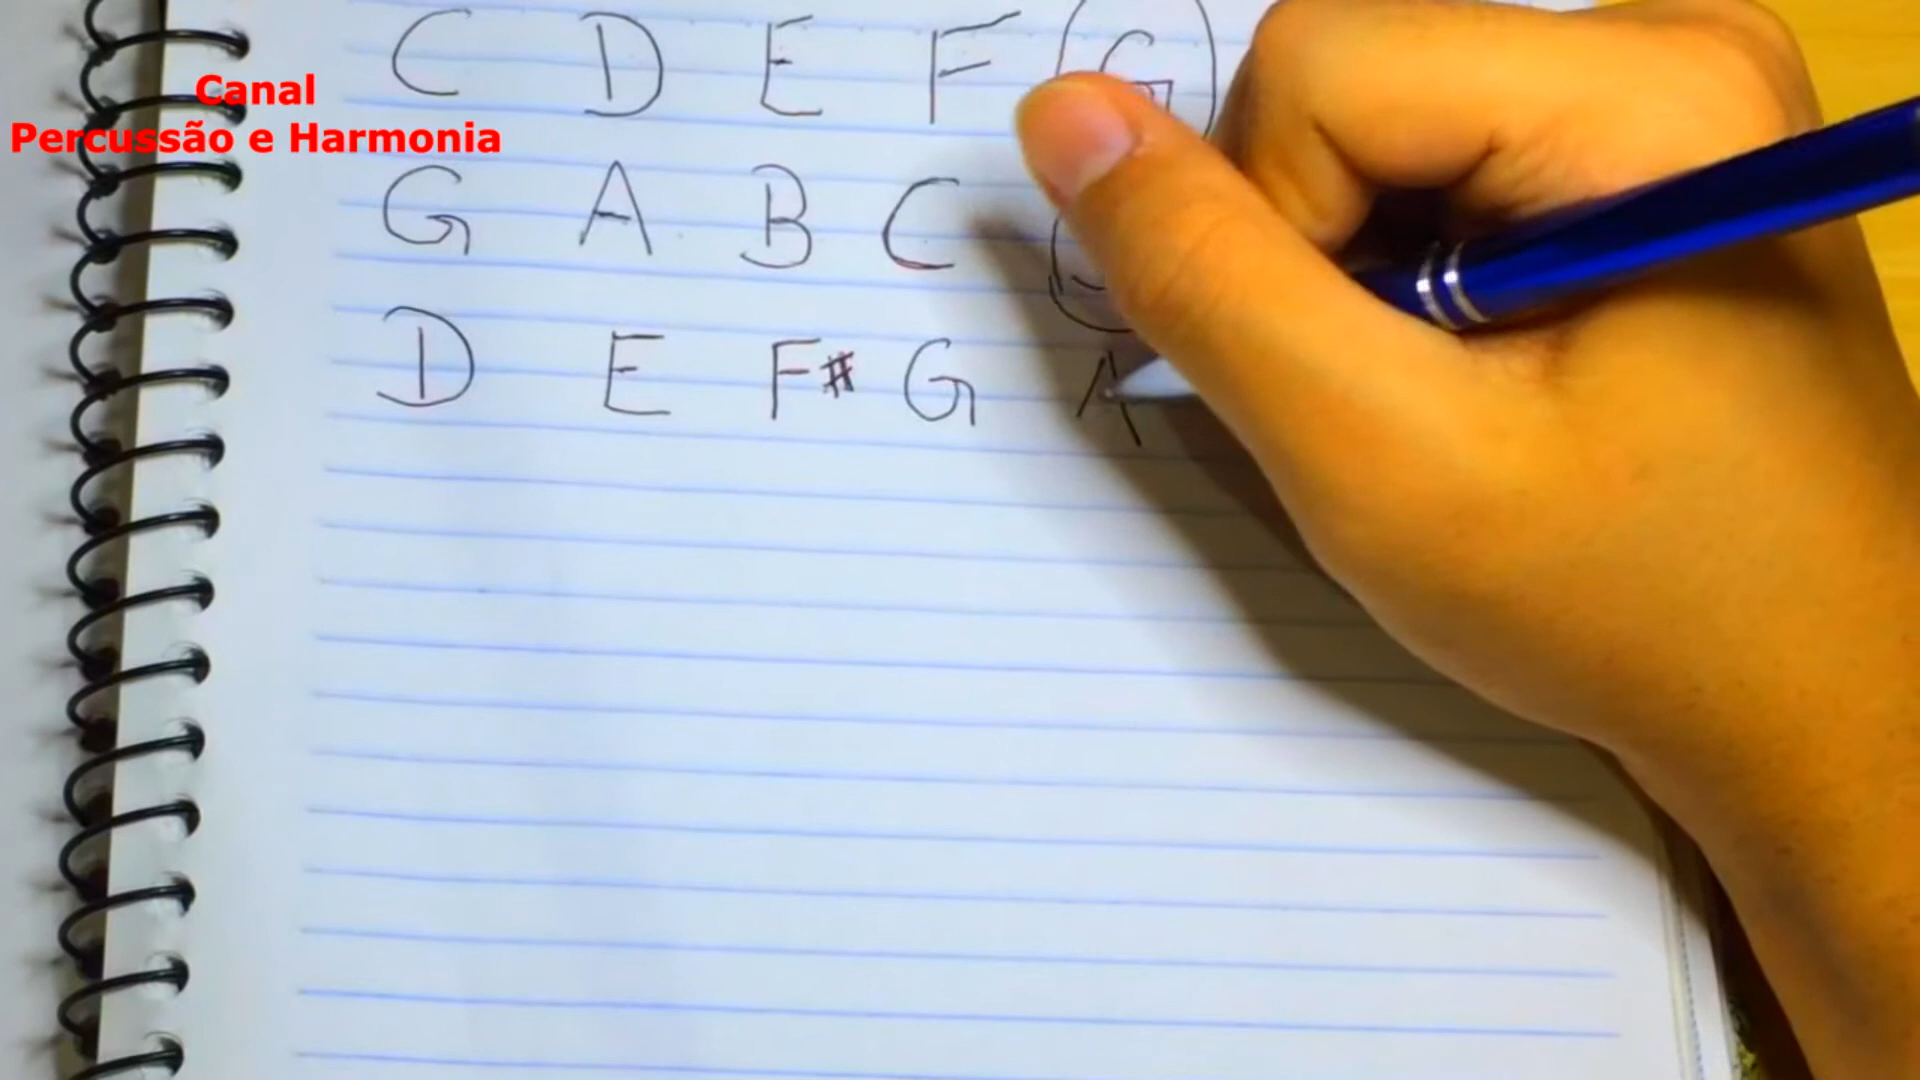 C D E F G
Canal
Percussão e Harmonia
G A B C
D E F# G A